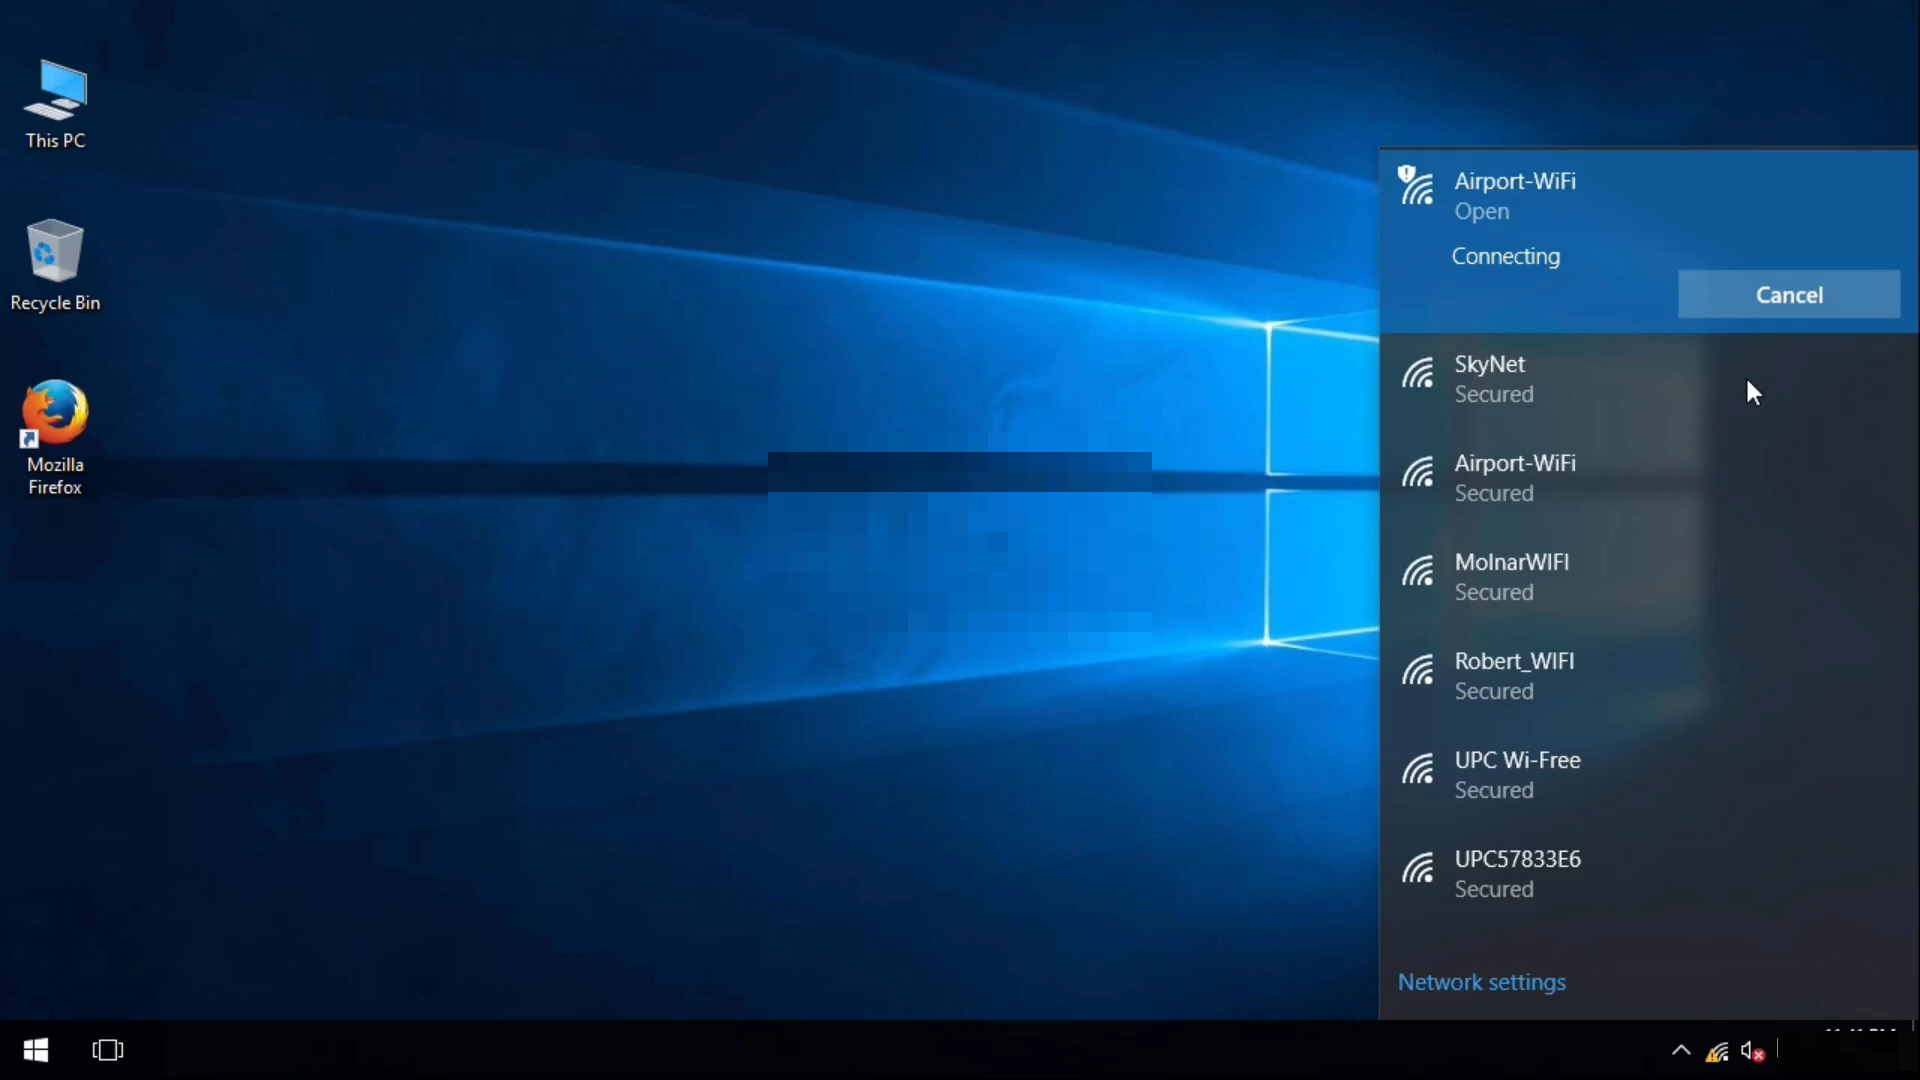 This PC
Recycle Bin
Mozilla
Firefox
Airport-WiFi
Open
Connecting
Cancel
SkyNet
Secured
Airport-WiFi
Secured
MolnarWIFI
Secured
Robert_WIFI
Secured
UPC Wi-Free
Secured
UPC57833E6
Secured
Network settings